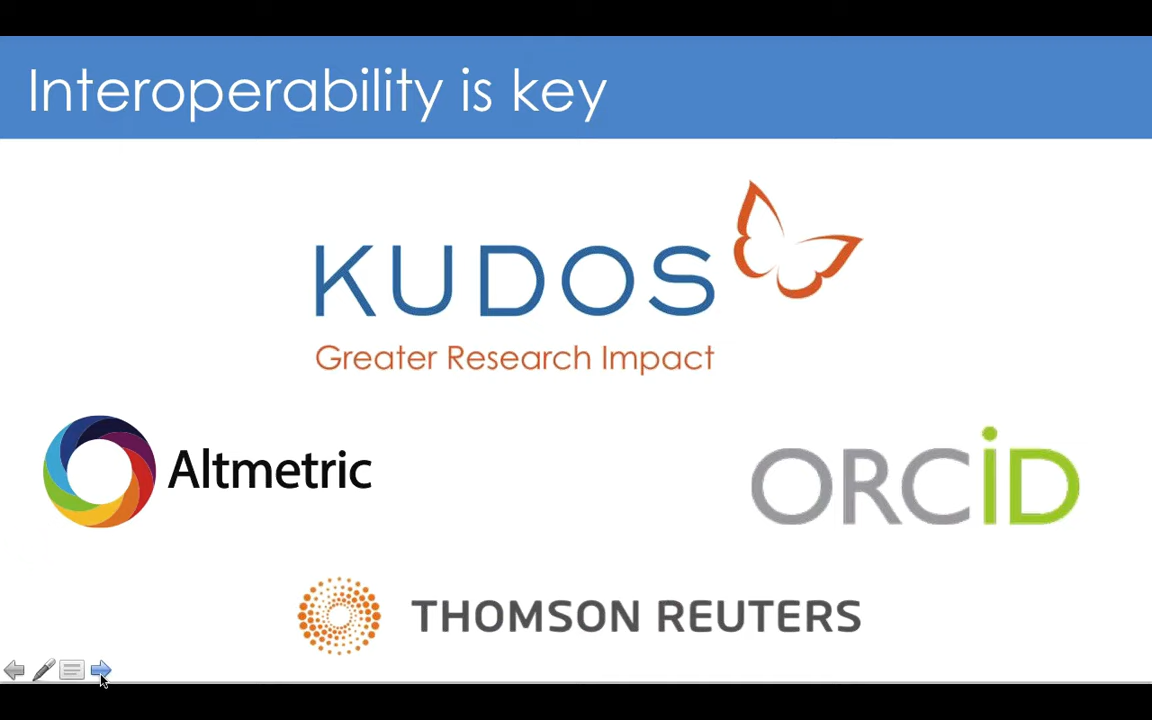 Interoperability is key
KUDOS
Greater Research Impact
Altmetric
ORCiD
THOMSON REUTERS